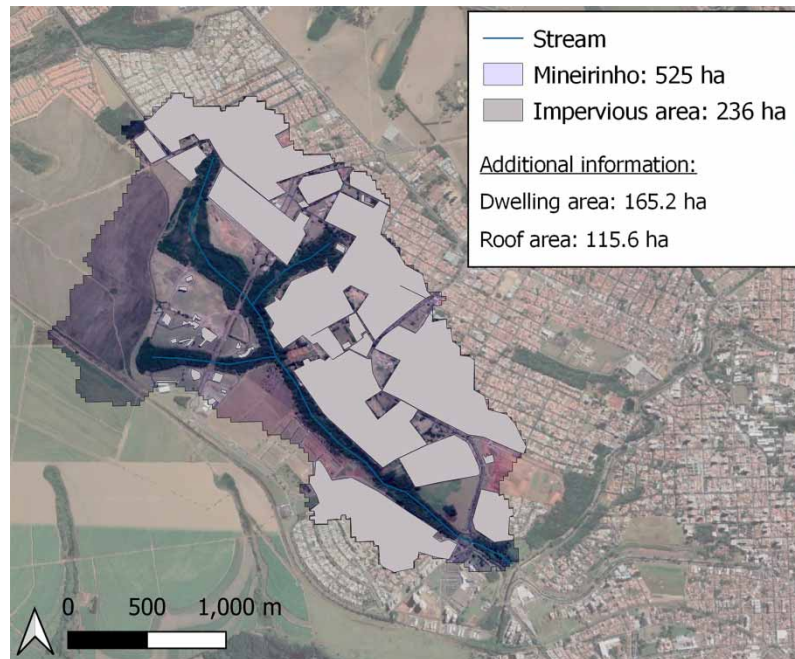 Stream
Mineirinho: 525 ha
Impervious area: 236 ha
Additional information:
Dwelling area: 165.2 ha
Roof area: 115.6 ha
0 500 1,000 m